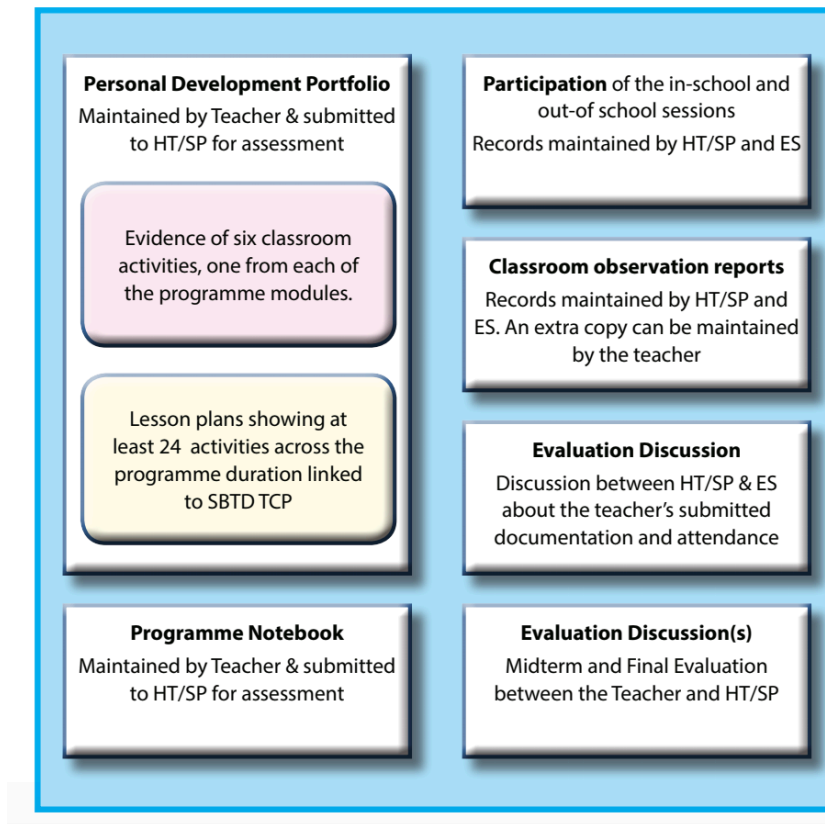 Personal Development Portfolio
Maintained by Teacher & submitted
to HT/SP for assessment
Evidence of six classroom
activities, one from each of
the programme modules.
Lesson plans showing at
least 24 activities across the
programme duration linked
to SBTD TCP
Programme Notebook
Maintained by Teacher & submitted
to HT/SP for assessment
Participation of the in-school and
out-of school sessions
Records maintained by HT/SP and ES
Classroom observation reports
Records maintained by HT/SP and
ES. An extra copy can be maintained
by the teacher
Evaluation Discussion
Discussion between HT/SP & ES
about the teacher's submitted
documentation and attendance
Evaluation Discussion(s)
Midterm and Final Evaluation
between the Teacher and HT/SP